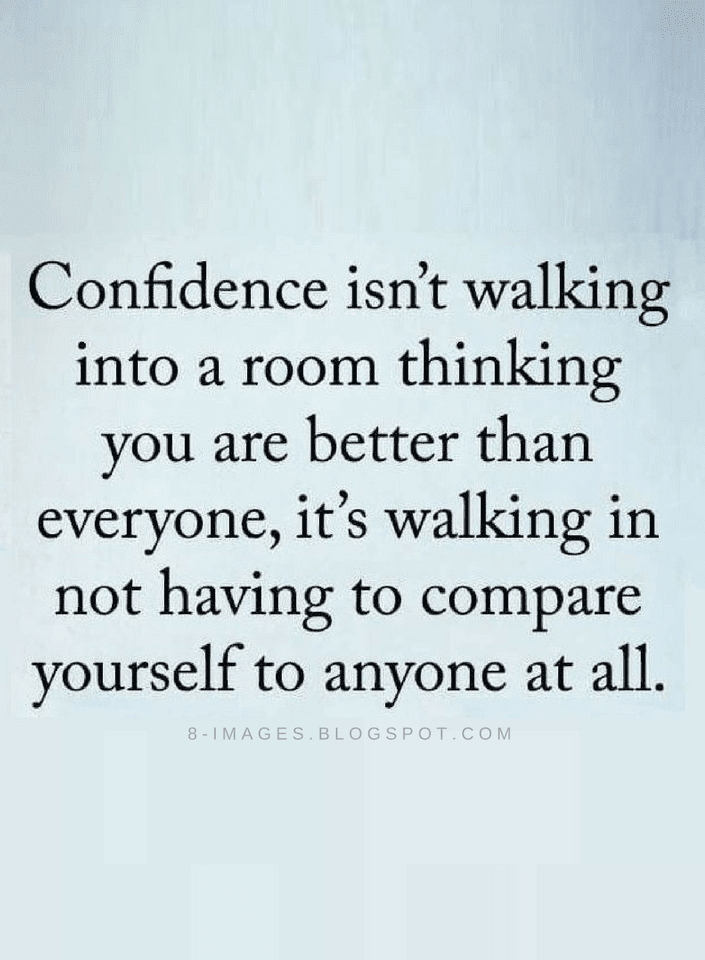 Confidence isn’t walking
into a room thinking
you are better than
everyone, it’s walking in
not having to compare
yourself to anyone at all.
8-IMAGES.BLOGSPOT.COM